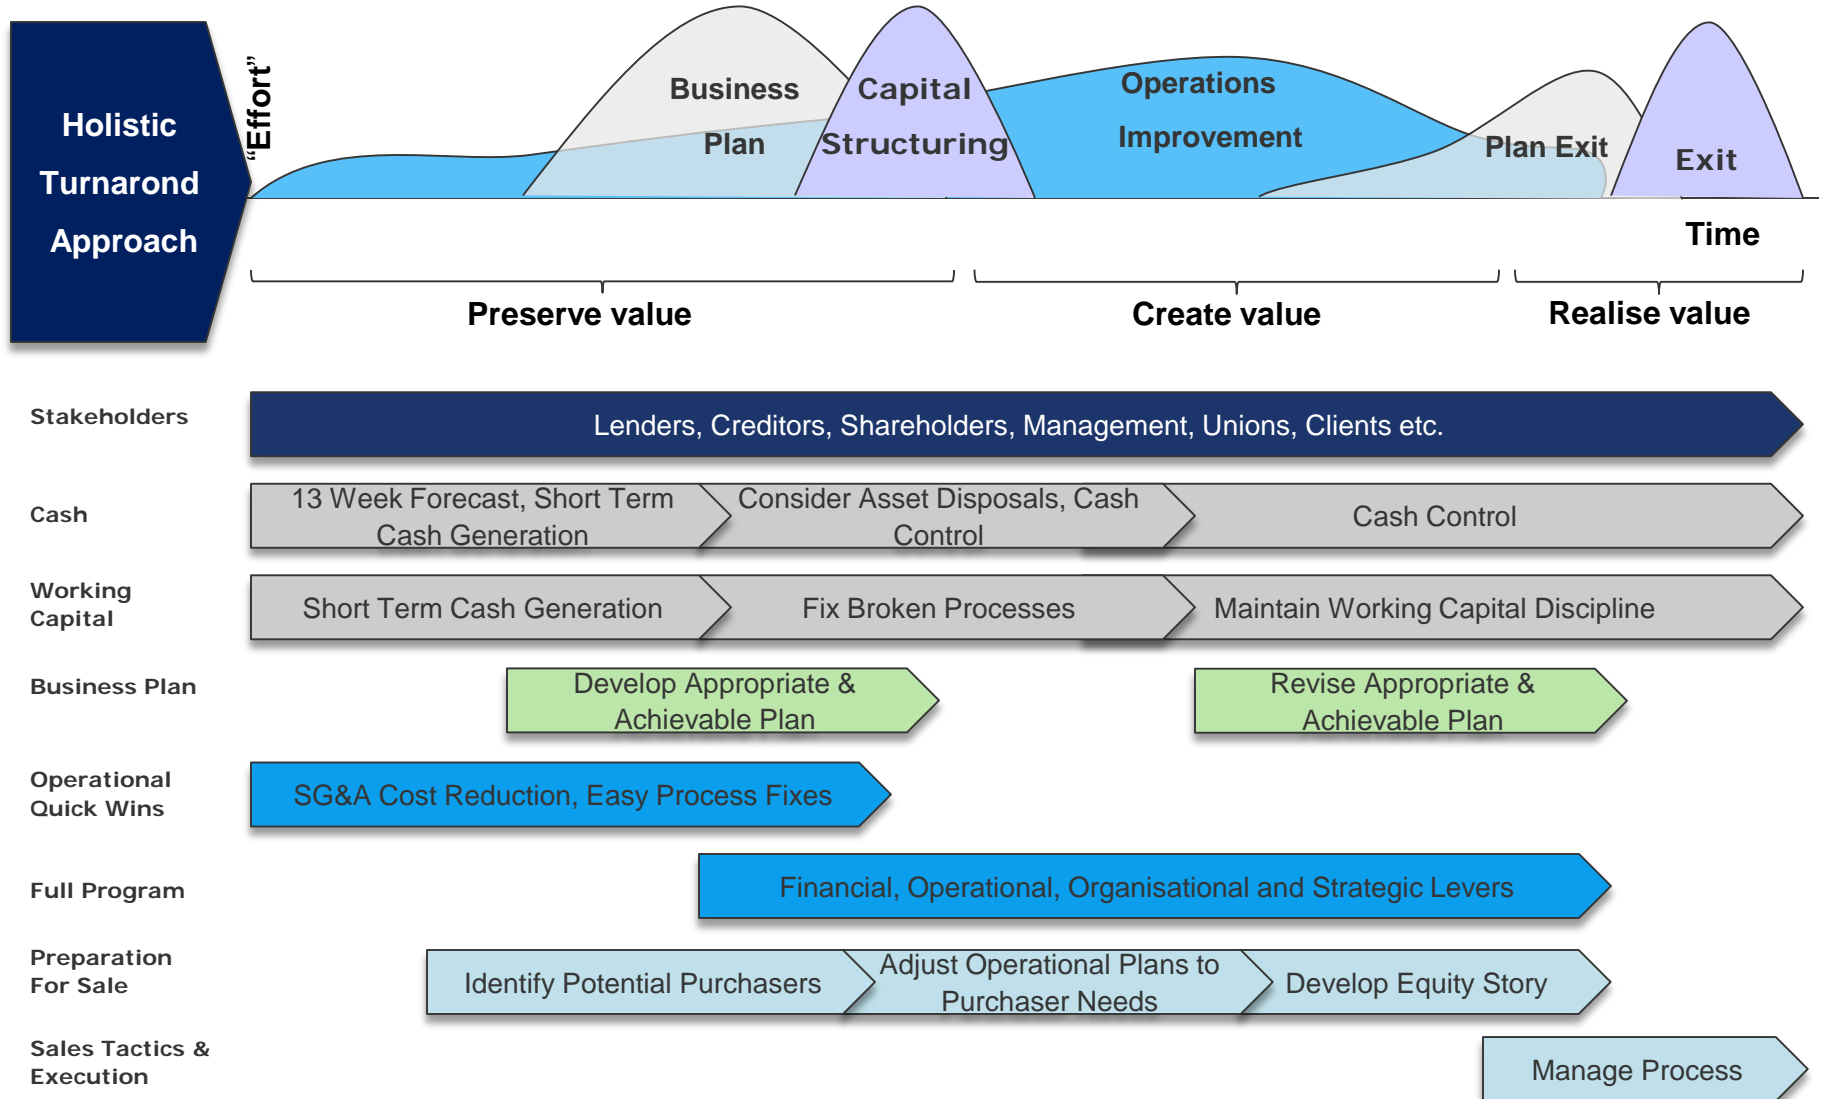 Holistic
Turnarond
Approach
"Effort"
Business
Plan
Capital
Structuring
Operations
Improvement
Plan Exit
Exit
Time
Preserve value
Create value
Realise value
Stakeholders
Lenders, Creditors, Shareholders, Management, Unions, Clients etc.
Cash
13 Week Forecast, Short Term
Cash Generation
Consider Asset Disposals, Cash
Control
Cash Control
Working
Capital
Short Term Cash Generation
Fix Broken Processes
Maintain Working Capital Discipline
Business Plan
Develop Appropriate &
Achievable Plan
Revise Appropriate &
Achievable Plan
Operational
Quick Wins
SG&A Cost Reduction, Easy Process Fixes
Full Program
Financial, Operational, Organisational and Strategic Levers
Preparation
For Sale
Identify Potential Purchasers
Adjust Operational Plans to
Purchaser Needs
Develop Equity Story
Sales Tactics &
Execution
Manage Process